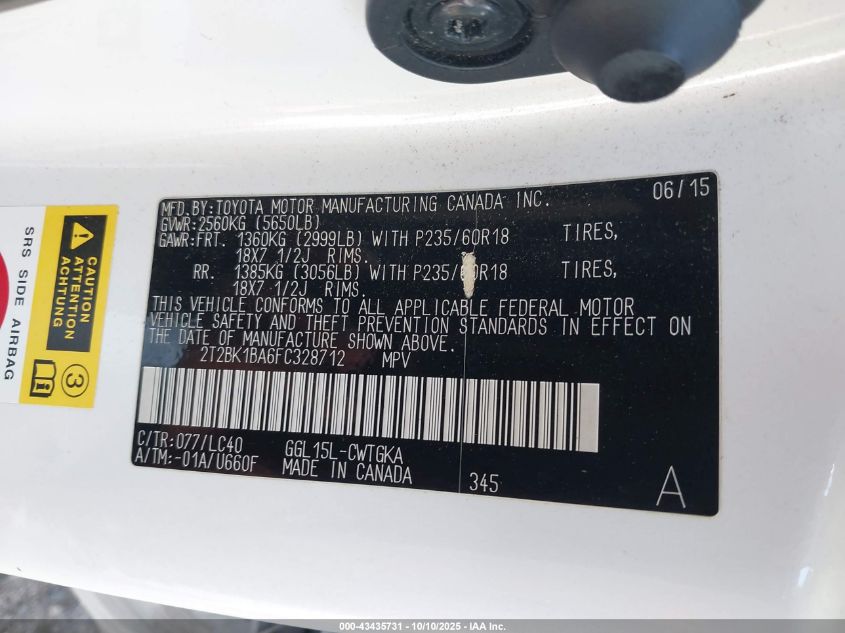 MFD.BY:TOYOTA MOTOR MANUFACTURING CANADA INC. 06/15
GVWR:2560KG (5650LB)
GAWR:FRT. 1360KG (2999LB) WITH P235/60R18 TIRES,
18X7 1/2J RIMS.
RR. 1385KG (3056LB) WITH P235/60R18 TIRES,
18X7 1/2J RIMS.
THIS VEHICLE CONFORMS TO ALL APPLICABLE FEDERAL MOTOR
VEHICLE SAFETY AND THEFT PREVENTION STANDARDS IN EFFECT ON
THE DATE OF MANUFACTURE SHOWN ABOVE.
2T2BK1BA6FC328712 MPV
C/TR:077/LC40 GGL15L-CWTGKA
A/TM:-01A/U660F MADE IN CANADA 345 A
SRS SIDE AIRBAG
CAUTION
ATTENTION
ACHTUNG
3
000-43435731 - 10/10/2025 - IAA Inc.